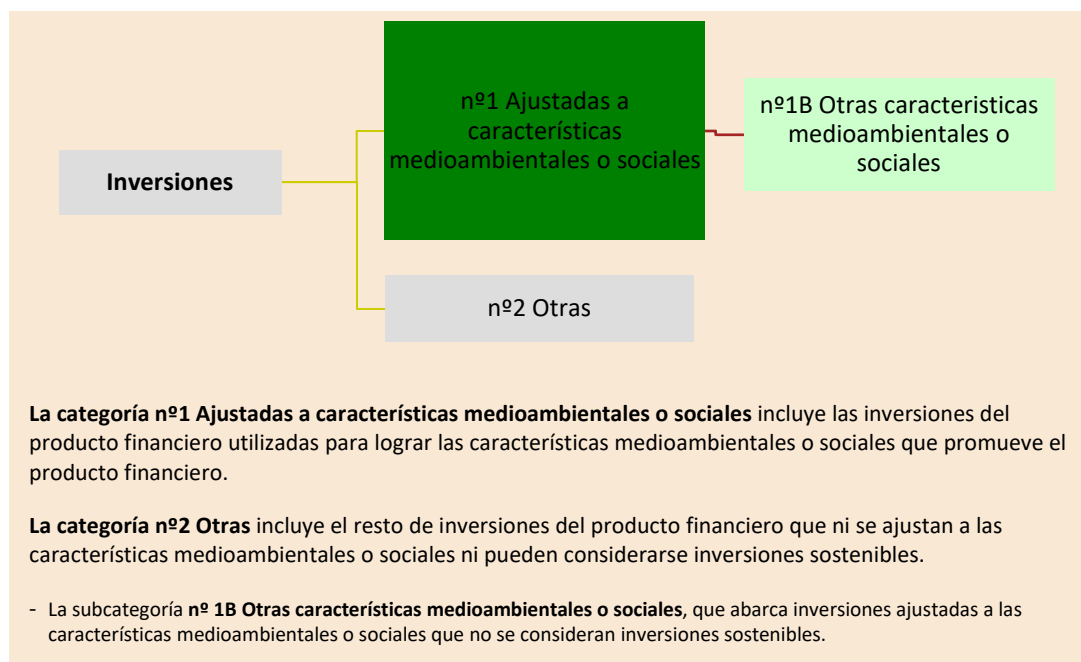 nº1 Ajustadas a
característícas
medioambientales o sociales
nº1B Otras caracteristicas
medioambientales o
sociales
Inversiones
nº2 Otras
La categoría nº1 Ajustadas a características medioambientales o sociales incluye las inversiones del
producto financiero utilizadas para lograr las características medioambientales o sociales que promueve el
producto financiero.
La categoría nº2 Otras incluye el resto de inversiones del producto financiero que ni se ajustan a las
características medioambientales o sociales ni pueden considerarse inversiones sostenibles.
- La subcategoría nº 1B Otras características medioambientales o sociales, que abarca inversiones ajustadas a las
características medioambientales o sociales que no se consideran inversiones sostenibles.